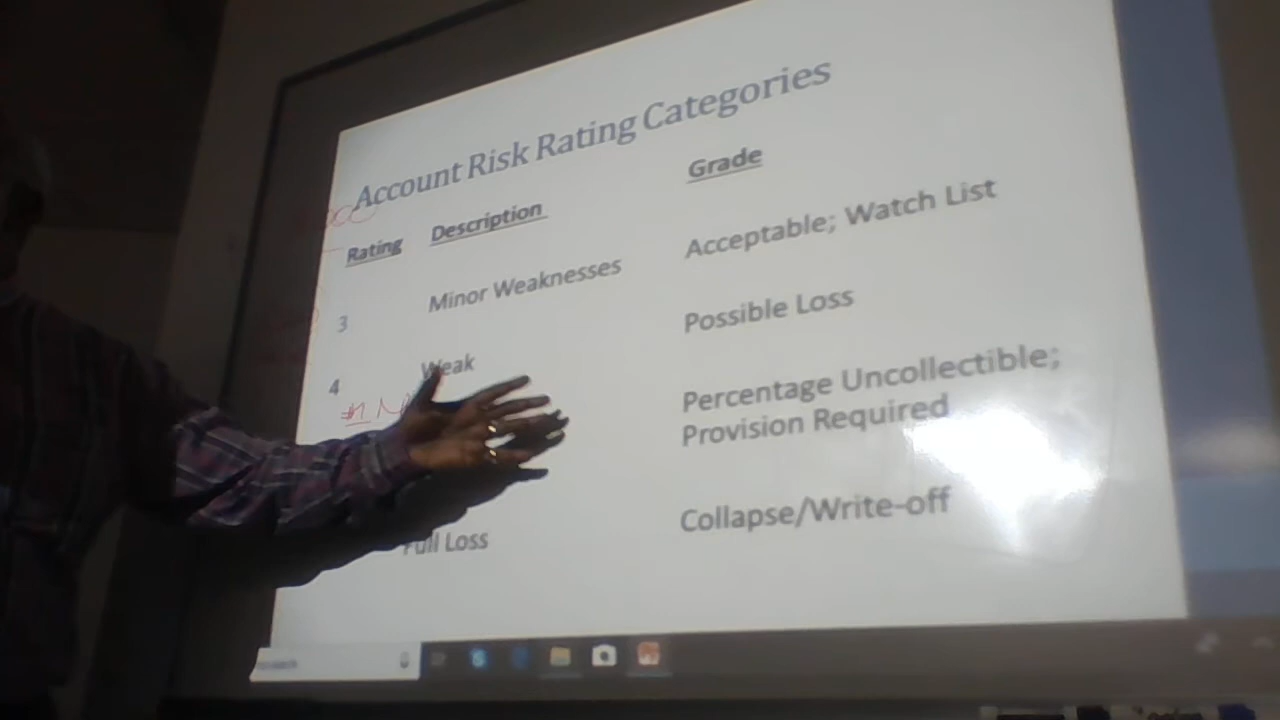 Account Risk Rating Categories
Rating Description Grade
3 Minor Weaknesses Acceptable; Watch List
4 Weak Possible Loss
Percentage Uncollectible;
Provision Required
Full Loss Collapse/Write-off